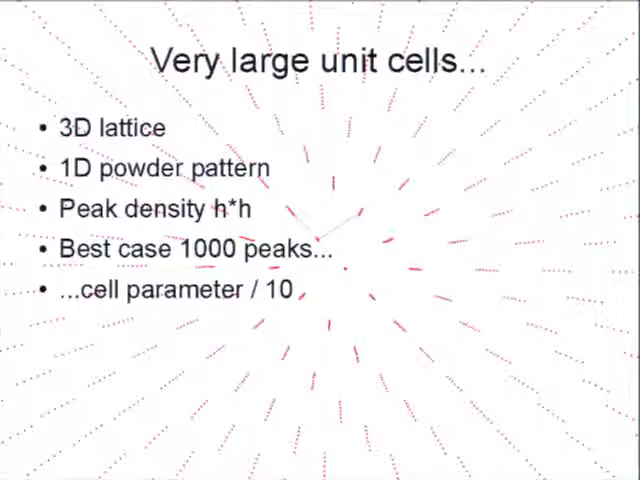 Very large unit cells...
• 3D lattice
• 1D powder pattern
• Peak density h*h
• Best case 1000 peaks...
• ...cell parameter / 10